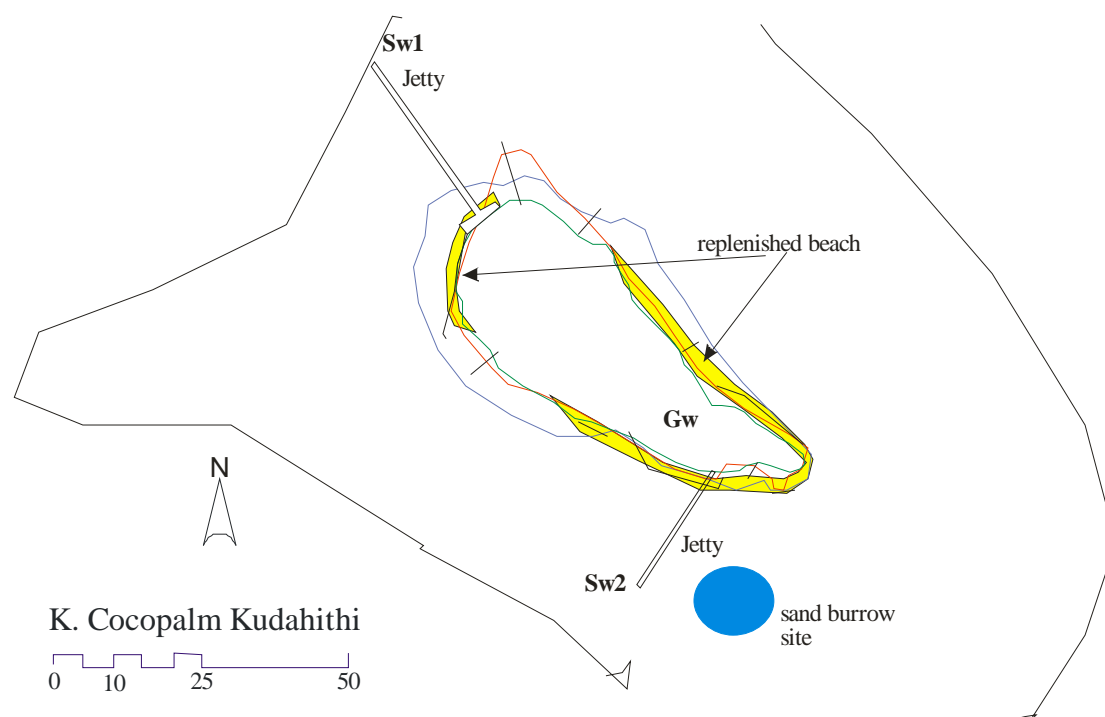 Sw1
Jetty
replenished beach
Gw
N
Jetty
Sw2
sand burrow
site
K. Cocopalm Kudahithi
0 10 25 50